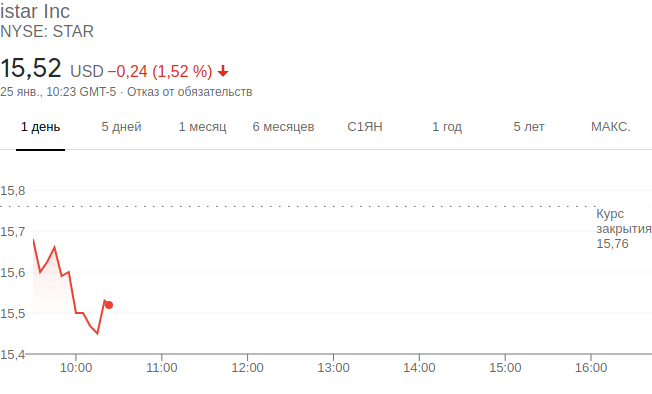 istar Inc
NYSE: STAR
15,52 USD −0,24 (1,52 %)
25 янв., 10:23 GMT-5 · Отказ от обязательств
1 день 5 дней 1 месяц 6 месяцев С1ЯН 1 год 5 лет МАКС.
15,8
Курс
закрытия
15,76
15,7
15,6
15,5
15,4
10:00 11:00 12:00 13:00 14:00 15:00 16:00